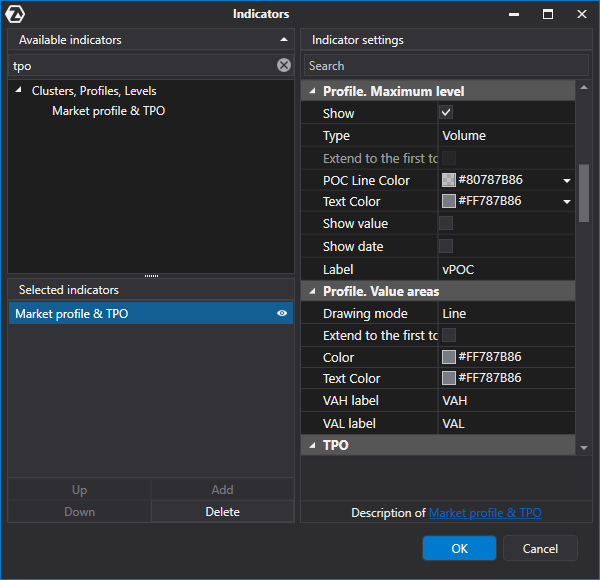 Indicators
Available indicators
tpo
Clusters, Profiles, Levels
Market profile & TPO
Selected indicators
Market profile & TPO
Up
Add
Down
Delete
Indicator settings
Search
Profile. Maximum level
Show
Type Volume
Extend to the first to
POC Line Color #80787B86
Text Color #FF787B86
Show value
Show date
Label vPOC
Profile. Value areas
Drawing mode Line
Extend to the first to
Color #FF787B86
Text Color #FF787B86
VAH label VAH
VAL label VAL
TPO
Description of Market profile & TPO
OK
Cancel